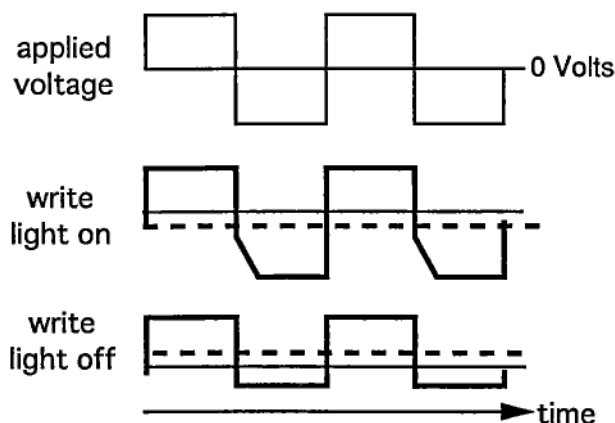 applied
voltage
0 Volts
write
light on
write
light off
time